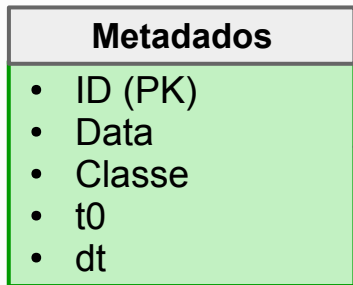 Metadados
• ID (PK)
• Data
• Classe
• t0
• dt